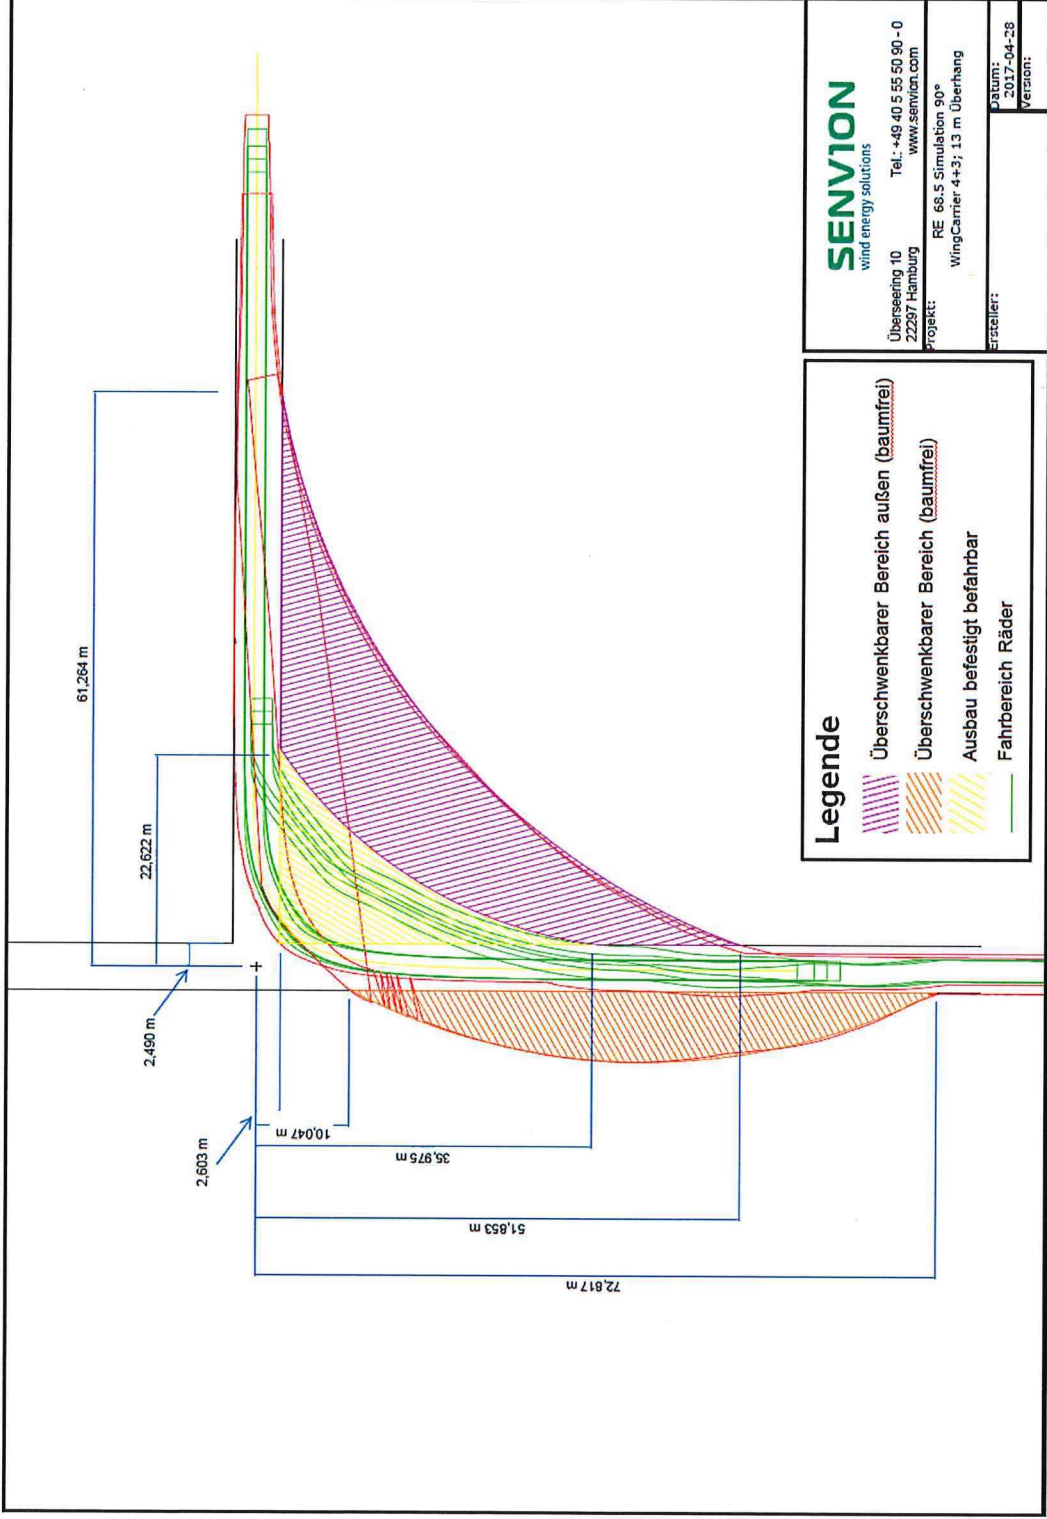 61,264 m
22,622 m
2,490 m
2,603 m
10,047 m
35,975 m
51,853 m
72,817 m
Legende
Überschwenkbarer Bereich außen (baumfrei)
Überschwenkbarer Bereich (baumfrei)
Ausbau befestigt befahrbar
Fahrbereich Räder
SENVION
wind energy solutions
Überseering 10 Tel.: +49 40 5 55 50 90 - 0
22297 Hamburg www.senvion.com
Projekt:
RE 68.5 Simulation 90°
WingCarrier 4+3; 13 m Überhang
Ersteller:
Datum:
2017-04-28
Version: